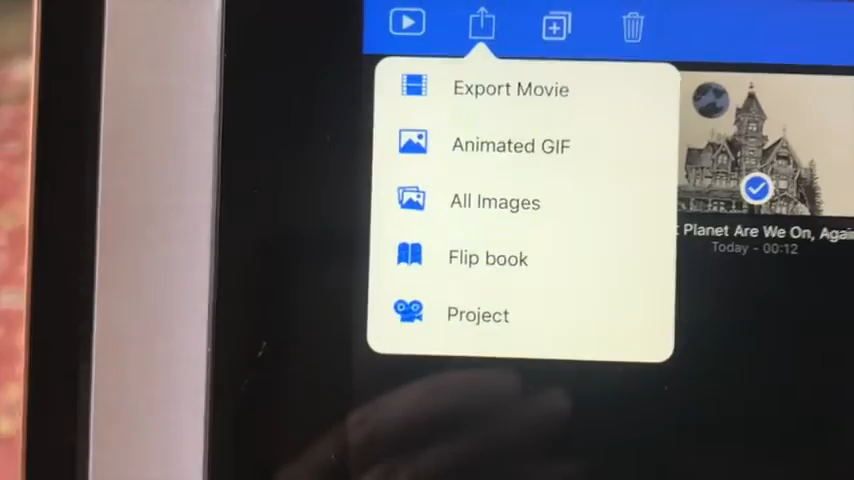 Export Movie
Animated GIF
All Images
Flip book
Project
Planet Are We On, Again
Today - 00:12